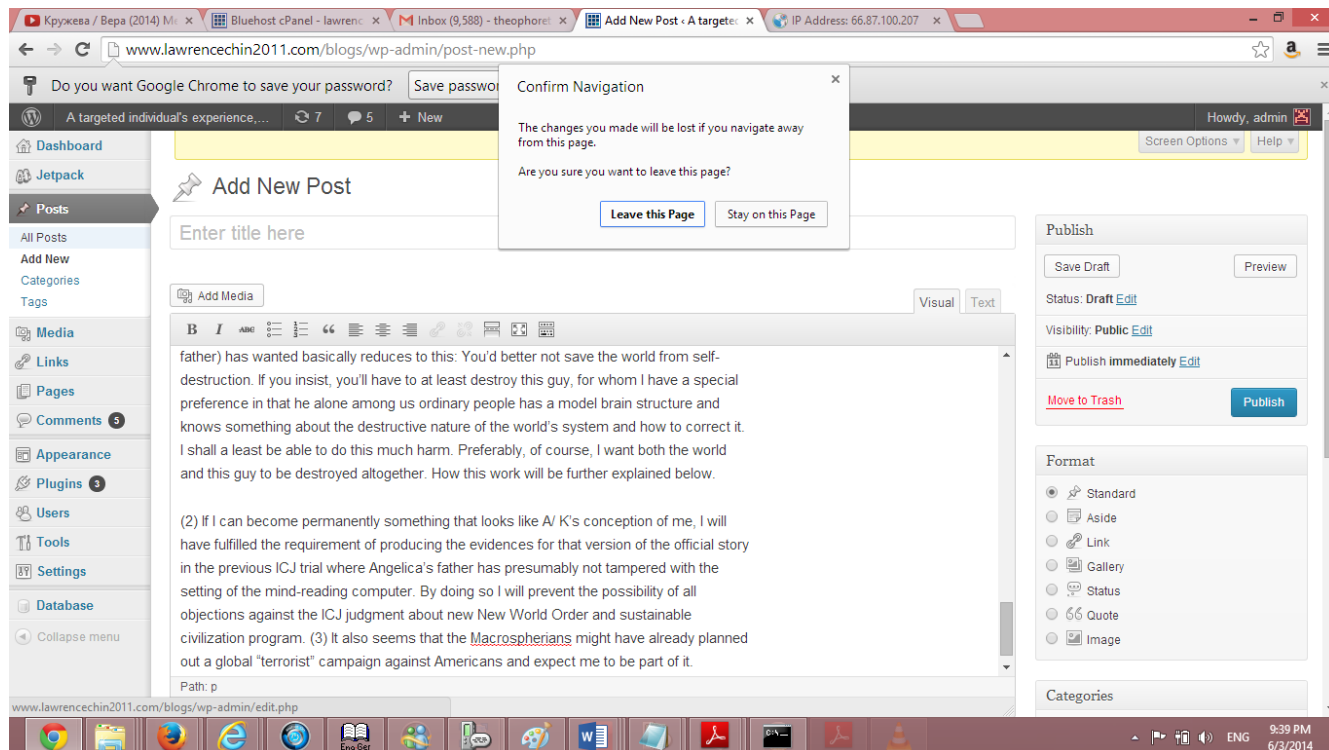 Кружева / Вера (2014) Ме
Bluehost cPanel - lawrenc
Inbox (9,588) - theophoret
Add New Post ‹ A targetec
IP Address: 66.87.100.207
www.lawrencechin2011.com/blogs/wp-admin/post-new.php
Do you want Google Chrome to save your password?
Save passwor
Confirm Navigation
The changes you made will be lost if you navigate away
from this page.
Are you sure you want to leave this page?
Leave this Page
Stay on this Page
A targeted individual's experience,...
7
5
+ New
Howdy, admin
Screen Options
Help
Dashboard
Jetpack
Posts
All Posts
Add New
Categories
Tags
Media
Links
Pages
Comments 5
Appearance
Plugins 3
Users
Tools
Settings
Database
Collapse menu
Add New Post
Enter title here
Add Media
Visual
Text
B I ABC
father) has wanted basically reduces to this: You'd better not save the world from self-
destruction. If you insist, you'll have to at least destroy this guy, for whom I have a special
preference in that he alone among us ordinary people has a model brain structure and
knows something about the destructive nature of the world's system and how to correct it.
I shall a least be able to do this much harm. Preferably, of course, I want both the world
and this guy to be destroyed altogether. How this work will be further explained below.
(2) If I can become permanently something that looks like A/ K's conception of me, I will
have fulfilled the requirement of producing the evidences for that version of the official story
in the previous ICJ trial where Angelica's father has presumably not tampered with the
setting of the mind-reading computer. By doing so I will prevent the possibility of all
objections against the ICJ judgment about new New World Order and sustainable
civilization program. (3) It also seems that the Macrospherians might have already planned
out a global "terrorist" campaign against Americans and expect me to be part of it.
Path: p
Publish
Save Draft
Preview
Status: Draft Edit
Visibility: Public Edit
Publish immediately Edit
Move to Trash
Publish
Format
Standard
Aside
Link
Gallery
Status
Quote
Image
Categories
www.lawrencechin2011.com/blogs/wp-admin/edit.php
Eng Ger
ENG
9:39 PM
6/3/2014